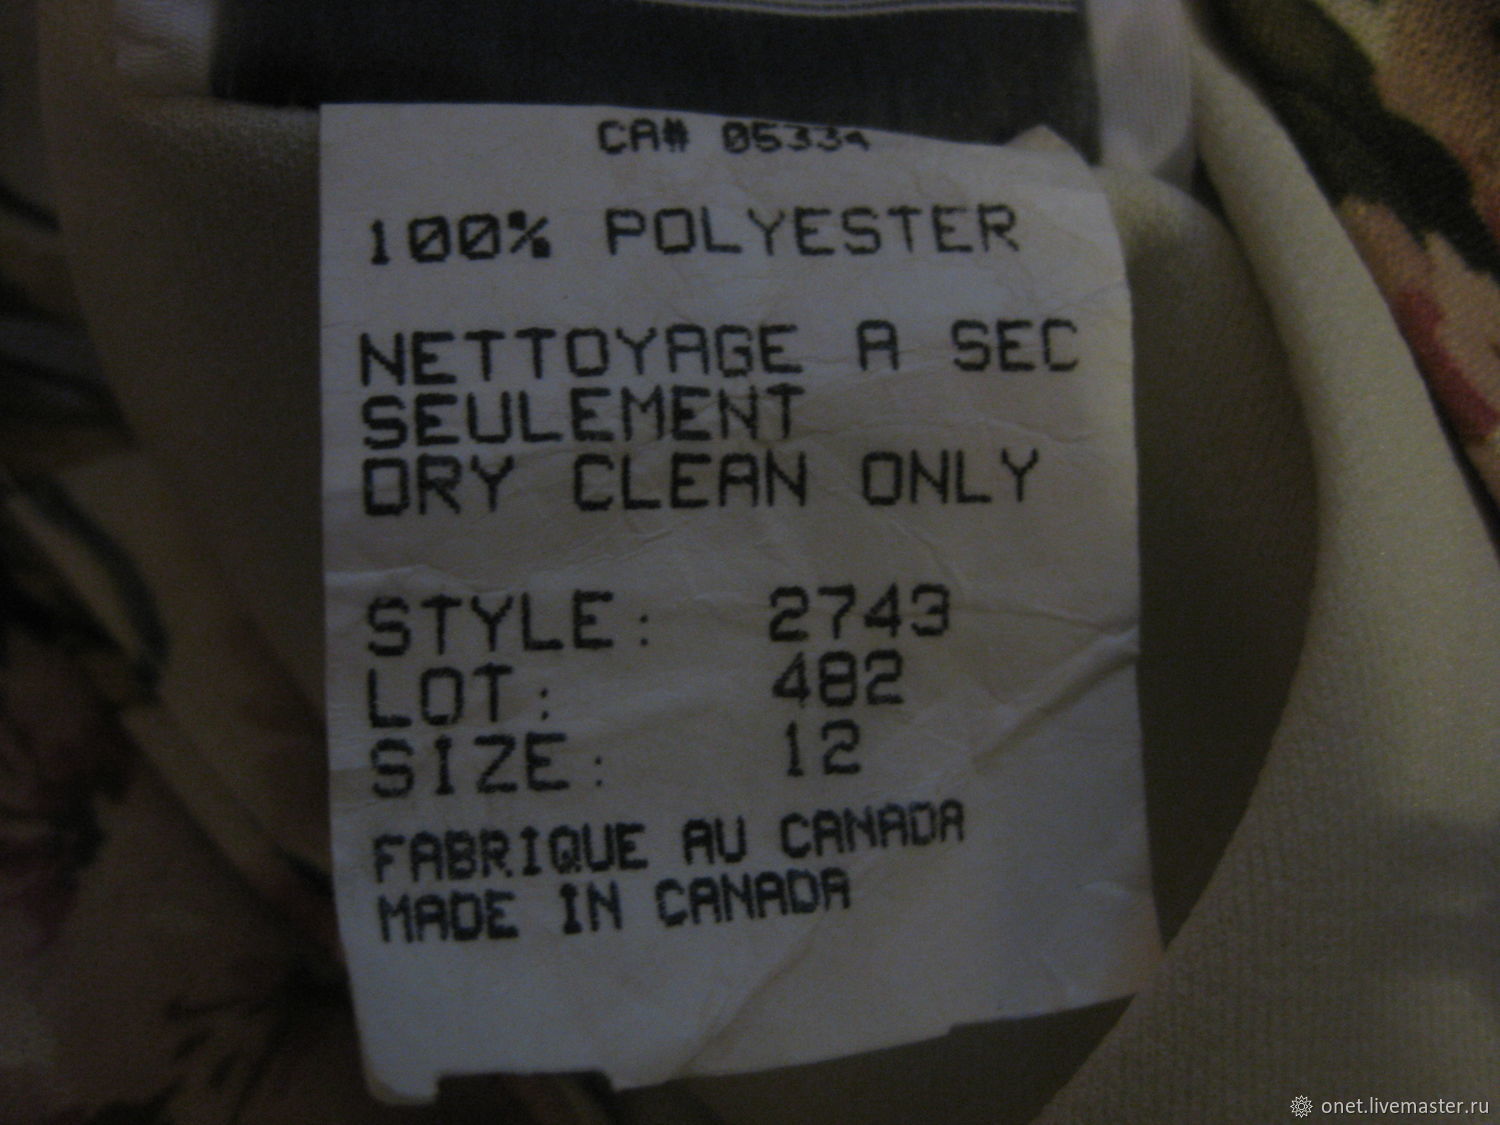 CA# 05334
100% POLYESTER
NETTOYAGE A SEC
SEULEMENT
DRY CLEAN ONLY
STYLE: 2743
LOT: 482
SIZE: 12
FABRIQUE AU CANADA
MADE IN CANADA
onet.livemaster.ru